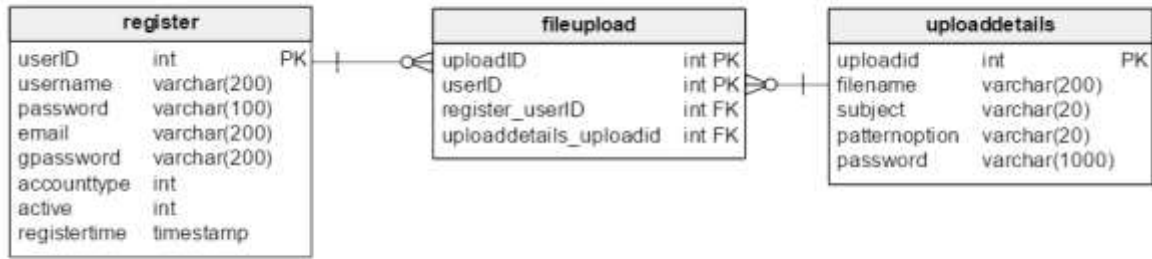 register
userID int PK
username varchar(200)
password varchar(100)
email varchar(200)
gpassword varchar(200)
accounttype int
active int
registertime timestamp
fileupload
uploadID int PK
userID int PK
register_userID int FK
uploaddetails_uploadid int FK
uploaddetails
uploadid int PK
filename varchar(200)
subject varchar(20)
patternoption varchar(20)
password varchar(1000)